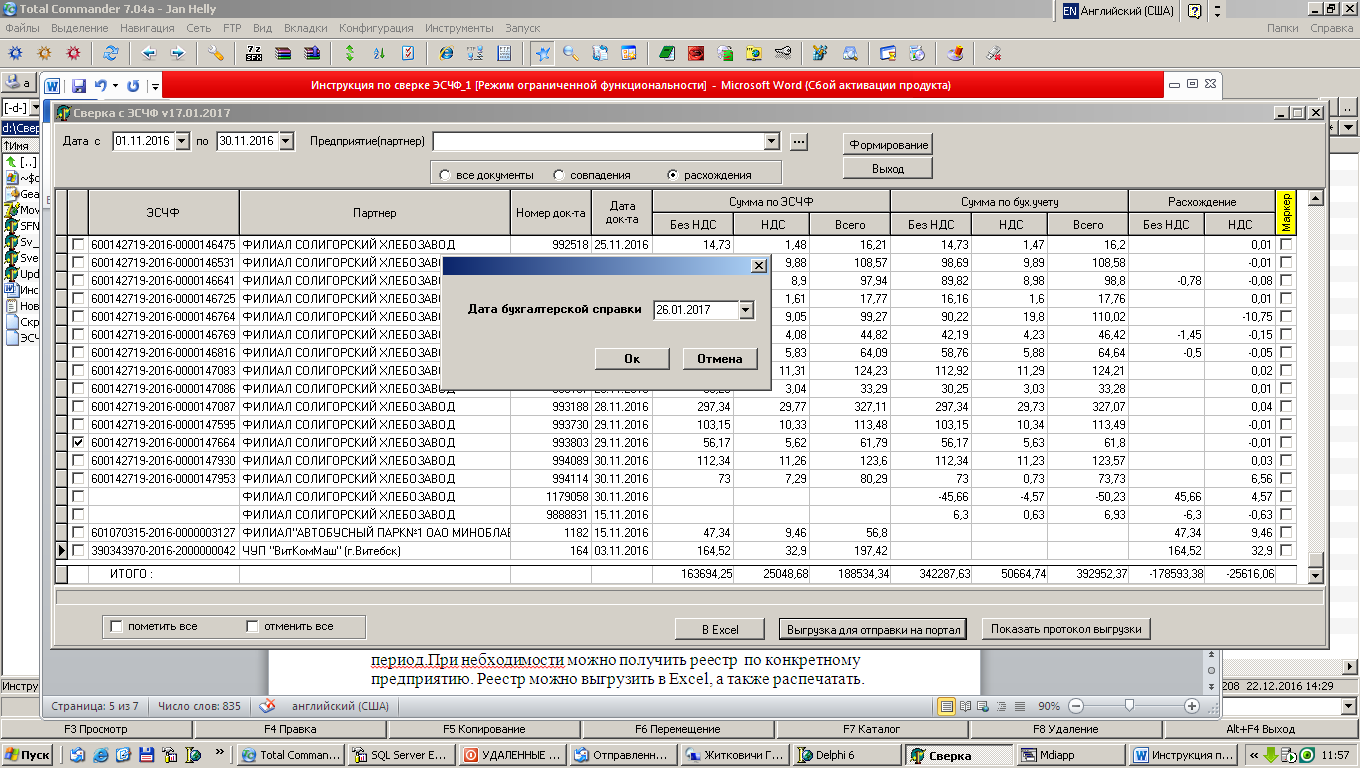 Total Commander 7.04a - Jan Helly
EN Английский (США)
Файлы Выделение Навигация Сеть FTP Вид Вкладки Конфигурация Инструменты Запуск Папки Справка
Инструкция по сверке ЭСЧФ_1 [Режим ограниченной функциональности] - Microsoft Word (Сбой активации продукта)
Сверка с ЭСЧФ v17.01.2017
Дата с 01.11.2016 по 30.11.2016 Предприятие(партнер) ... Формирование
все документы совпадения расхождения Выход
ЭСЧФ Партнер Номер док-та Дата док-та Сумма по ЭСЧФ Сумма по бух.учету Расхождение Маркер
Без НДС НДС Всего Без НДС НДС Всего Без НДС НДС
600142719-2016-0000146475 ФИЛИАЛ СОЛИГОРСКИЙ ХЛЕБОЗАВОД 992518 25.11.2016 14,73 1,48 16,21 14,73 1,47 16,2 0,01
600142719-2016-0000146531 ФИЛИАЛ СОЛИГОРСКИЙ ХЛЕБОЗАВОД 9,88 108,57 98,69 9,89 108,58 -0,01
600142719-2016-0000146641 ФИЛИАЛ СОЛИГОРСКИЙ ХЛЕБОЗАВОД 8,9 97,94 89,82 8,98 98,8 -0,78 -0,08
600142719-2016-0000146725 ФИЛИАЛ СОЛИГОРСКИЙ ХЛЕБОЗАВОД 1,61 17,77 16,16 1,6 17,76 0,01
600142719-2016-0000146764 ФИЛИАЛ СОЛИГОРСКИЙ ХЛЕБОЗАВОД 9,05 99,27 90,22 19,8 110,02 -10,75
600142719-2016-0000146769 ФИЛИАЛ СОЛИГОРСКИЙ ХЛЕБОЗАВОД 4,08 44,82 42,19 4,23 46,42 -1,45 -0,15
600142719-2016-0000146816 ФИЛИАЛ СОЛИГОРСКИЙ ХЛЕБОЗАВОД 5,83 64,09 58,76 5,88 64,64 -0,5 -0,05
600142719-2016-0000147083 ФИЛИАЛ СОЛИГОРСКИЙ ХЛЕБОЗАВОД 11,31 124,23 112,92 11,29 124,21 0,02
600142719-2016-0000147086 ФИЛИАЛ СОЛИГОРСКИЙ ХЛЕБОЗАВОД 3,04 33,29 30,25 3,03 33,28 0,01
600142719-2016-0000147087 ФИЛИАЛ СОЛИГОРСКИЙ ХЛЕБОЗАВОД 993188 28.11.2016 297,34 29,77 327,11 297,34 29,73 327,07 0,04
600142719-2016-0000147595 ФИЛИАЛ СОЛИГОРСКИЙ ХЛЕБОЗАВОД 993730 29.11.2016 103,15 10,33 113,48 103,15 10,34 113,49 -0,01
600142719-2016-0000147664 ФИЛИАЛ СОЛИГОРСКИЙ ХЛЕБОЗАВОД 993803 29.11.2016 56,17 5,62 61,79 56,17 5,63 61,8 -0,01
600142719-2016-0000147930 ФИЛИАЛ СОЛИГОРСКИЙ ХЛЕБОЗАВОД 994089 30.11.2016 112,34 11,26 123,6 112,34 11,23 123,57 0,03
600142719-2016-0000147953 ФИЛИАЛ СОЛИГОРСКИЙ ХЛЕБОЗАВОД 994114 30.11.2016 73 7,29 80,29 73 0,73 73,73 6,56
ФИЛИАЛ СОЛИГОРСКИЙ ХЛЕБОЗАВОД 1179058 30.11.2016 -45,66 -4,57 -50,23 45,66 4,57
ФИЛИАЛ СОЛИГОРСКИЙ ХЛЕБОЗАВОД 9888831 15.11.2016 6,3 0,63 6,93 -6,3 -0,63
601070315-2016-0000003127 ФИЛИАЛ"АВТОБУСНЫЙ ПАРК№1 ОАО МИНОБЛАВ 1182 15.11.2016 47,34 9,46 56,8 47,34 9,46
390343970-2016-2000000042 ЧУП "ВитКомМаш" (г.Витебск) 164 03.11.2016 164,52 32,9 197,42 164,52 32,9
ИТОГО : 163694,25 25048,68 188534,34 342287,63 50664,74 392952,37 -178593,38 -25616,06
Дата бухгалтерской справки 26.01.2017
Ок Отмена
пометить все отменить все В Excel Выгрузка для отправки на портал Показать протокол выгрузки
период.При небходимости можно получить реестр по конкретному
предприятию. Реестр можно выгрузить в Excel, а также распечатать.
Инстру 208 22.12.2016 14:29
Страница: 5 из 7 Число слов: 835 английский (США) 90%
F3 Просмотр F4 Правка F5 Копирование F6 Перемещение F7 Каталог F8 Удаление Alt+F4 Выход
Пуск Total Comman... SQL Server E... УДАЛЕННЫЕ ... Отправленн... Житковичи Г... Delphi 6 Сверка Mdiapp Инструкция п... 11:57